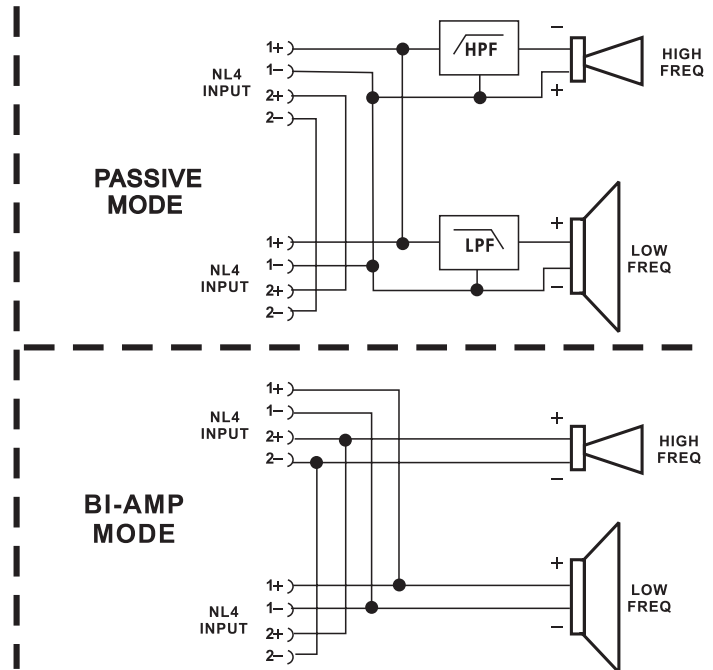 PASSIVE
MODE
NL4
INPUT
1+
1−
2+
2−
HPF
−
+
HIGH
FREQ
NL4
INPUT
1+
1−
2+
2−
LPF
+
−
LOW
FREQ
BI-AMP
MODE
NL4
INPUT
1+
1−
2+
2−
+
−
HIGH
FREQ
NL4
INPUT
1+
1−
2+
2−
+
−
LOW
FREQ